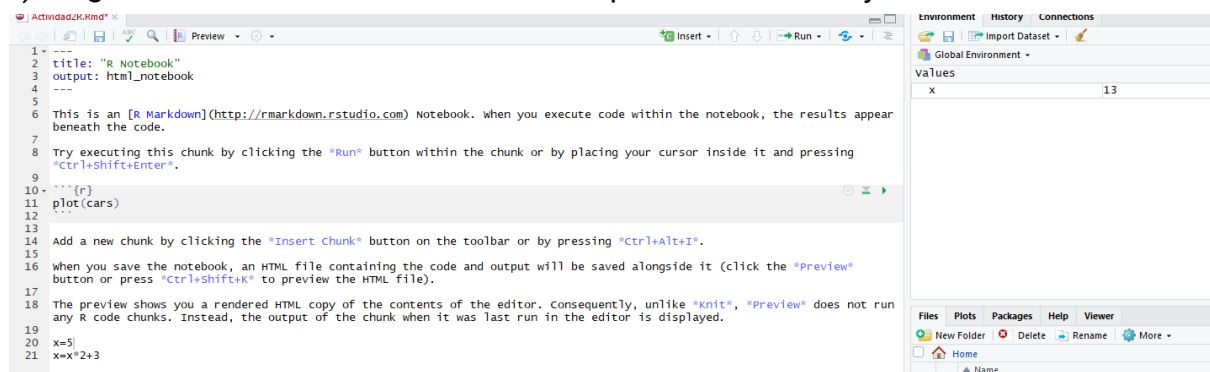 Actividad2R.Rmd*
ABC
Preview
Insert
Run
1 ---
2 title: "R Notebook"
3 output: html_notebook
4 ---
5
6 This is an [R Markdown](http://rmarkdown.rstudio.com) Notebook. When you execute code within the notebook, the results appear
beneath the code.
7
8 Try executing this chunk by clicking the *Run* button within the chunk or by placing your cursor inside it and pressing
*Ctrl+Shift+Enter*.
9
10 ```{r}
11 plot(cars)
12 ```
13
14 Add a new chunk by clicking the *Insert Chunk* button on the toolbar or by pressing *Ctrl+Alt+I*.
15
16 When you save the notebook, an HTML file containing the code and output will be saved alongside it (click the *Preview*
button or press *Ctrl+Shift+K* to preview the HTML file).
17
18 The preview shows you a rendered HTML copy of the contents of the editor. Consequently, unlike *Knit*, *Preview* does not run
any R code chunks. Instead, the output of the chunk when it was last run in the editor is displayed.
19
20 x=5
21 x=x*2+3
Environment History Connections
Import Dataset
Global Environment
Values
x 13
Files Plots Packages Help Viewer
New Folder Delete Rename More
Home
Name